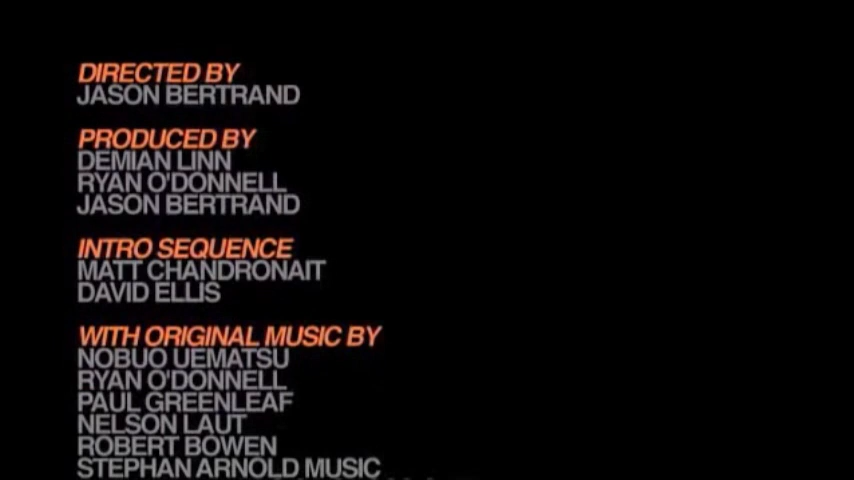 DIRECTED BY
JASON BERTRAND
PRODUCED BY
DEMIAN LINN
RYAN O'DONNELL
JASON BERTRAND
INTRO SEQUENCE
MATT CHANDRONAIT
DAVID ELLIS
WITH ORIGINAL MUSIC BY
NOBUO UEMATSU
RYAN O'DONNELL
PAUL GREENLEAF
NELSON LAUT
ROBERT BOWEN
STEPHAN ARNOLD MUSIC